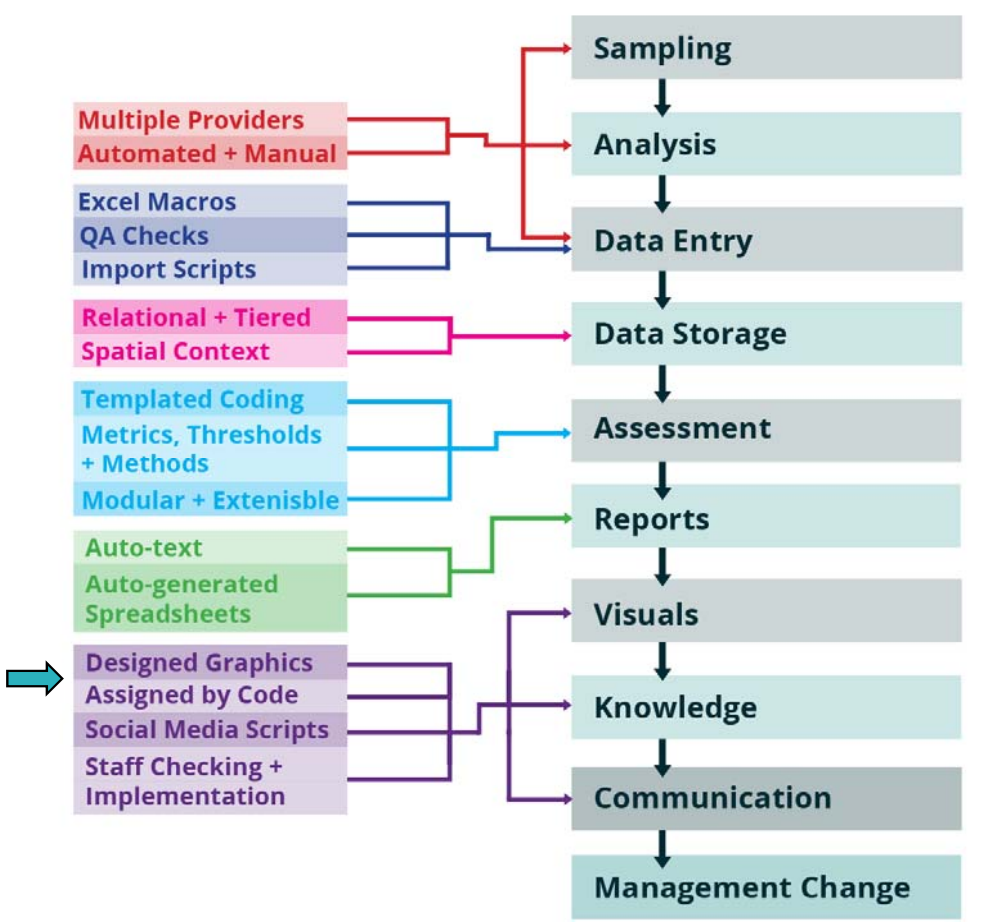 Multiple Providers
Automated + Manual
Excel Macros
QA Checks
Import Scripts
Relational + Tiered
Spatial Context
Templated Coding
Metrics, Thresholds
+ Methods
Modular + Extenisble
Auto-text
Auto-generated
Spreadsheets
Designed Graphics
Assigned by Code
Social Media Scripts
Staff Checking +
Implementation
Sampling
Analysis
Data Entry
Data Storage
Assessment
Reports
Visuals
Knowledge
Communication
Management Change